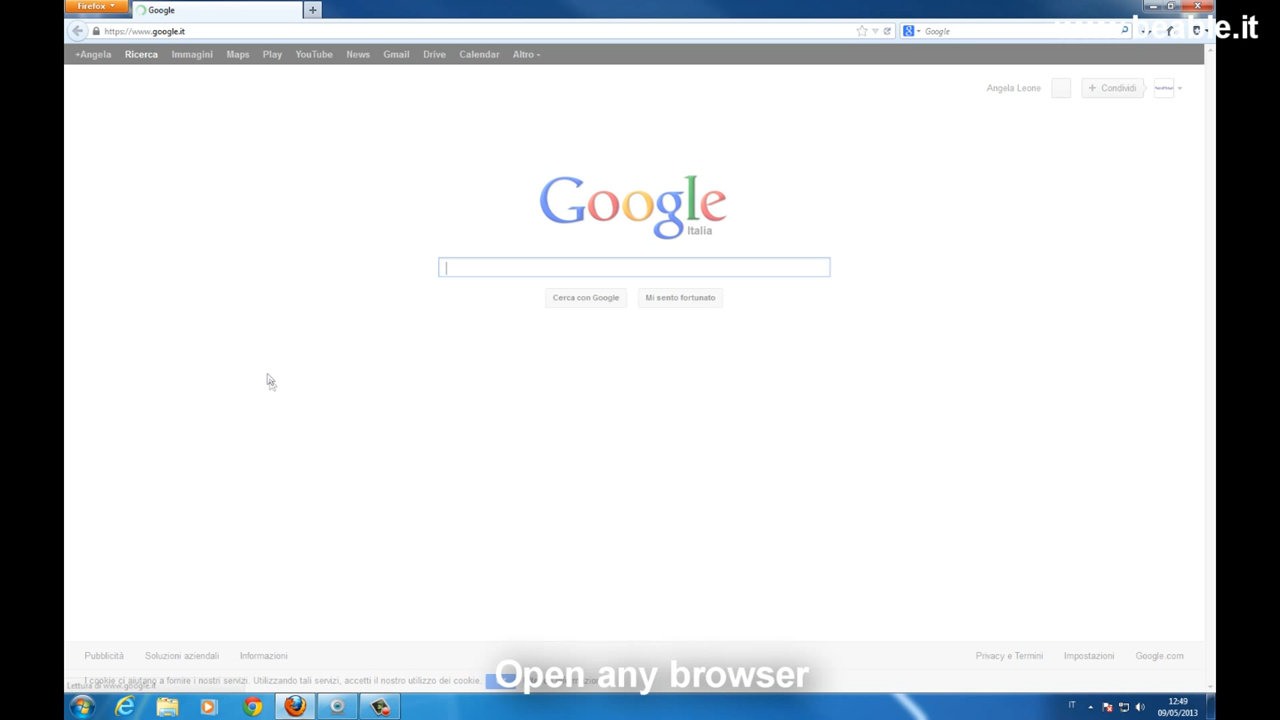 Firefox
Google
www.beable.it
https://www.google.it
Google
+Angela Ricerca Immagini Maps Play YouTube News Gmail Drive Calendar Altro
Angela Leone
+ Condividi
Google
Italia
Cerca con Google
Mi sento fortunato
Pubblicità Soluzioni aziendali Informazioni
Privacy e Termini Impostazioni Google.com
Open any browser
I cookie ci aiutano a fornire i nostri servizi. Utilizzando tali servizi, accetti il nostro utilizzo dei cookie.
Lettura di www.google.it
IT
12:49
09/05/2013